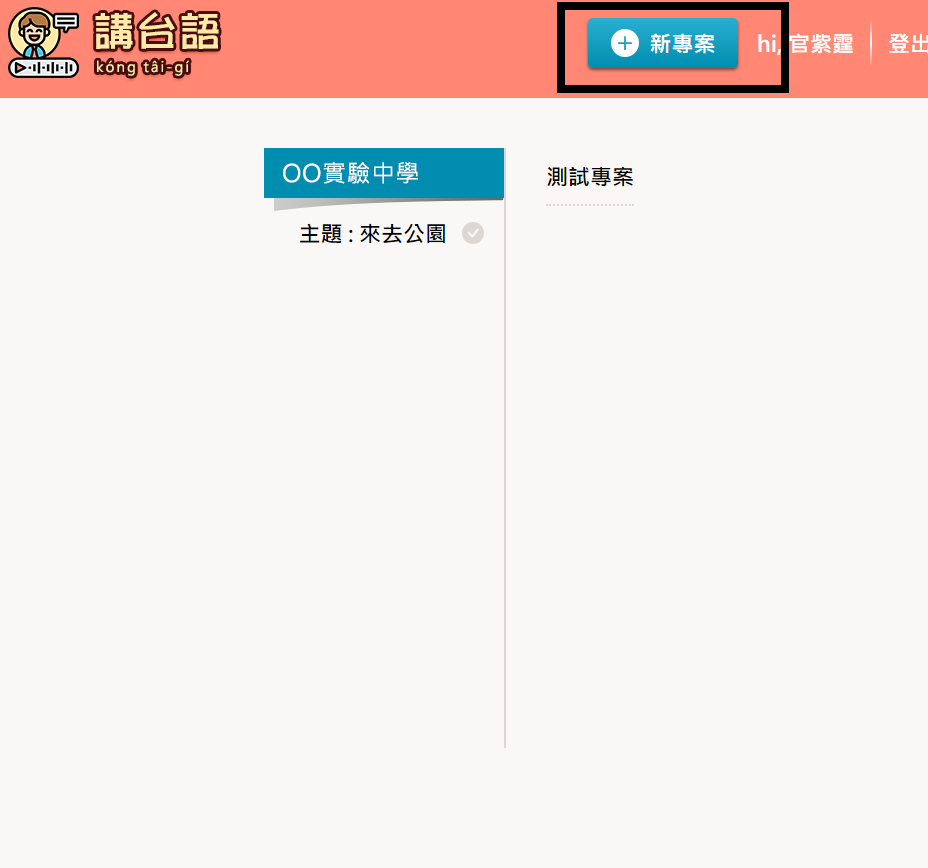 講台語
kóng tâi-gí
新專案
hi, 官紫靈
登出
OO實驗中學
主題 : 來去公園
測試專案